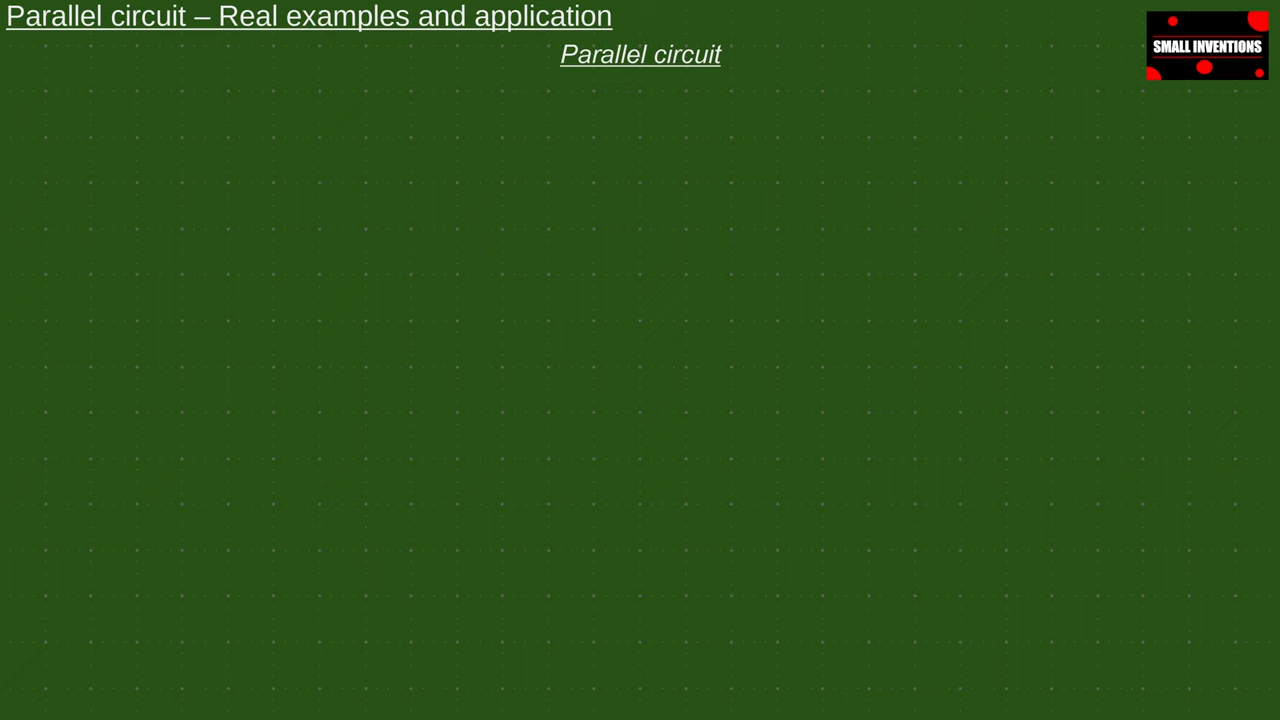 Parallel circuit – Real examples and application
Parallel circuit
SMALL INVENTIONS